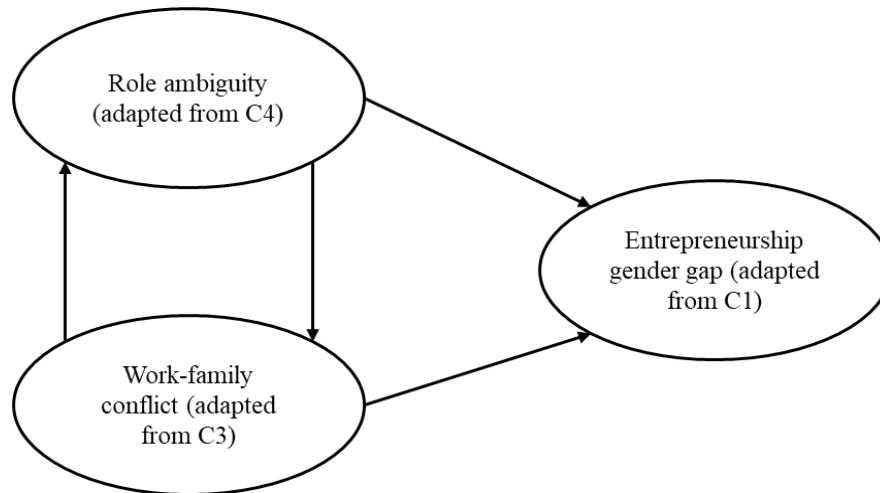 Role ambiguity
(adapted from C4)
Entrepreneurship
gender gap (adapted
from C1)
Work-family
conflict (adapted
from C3)